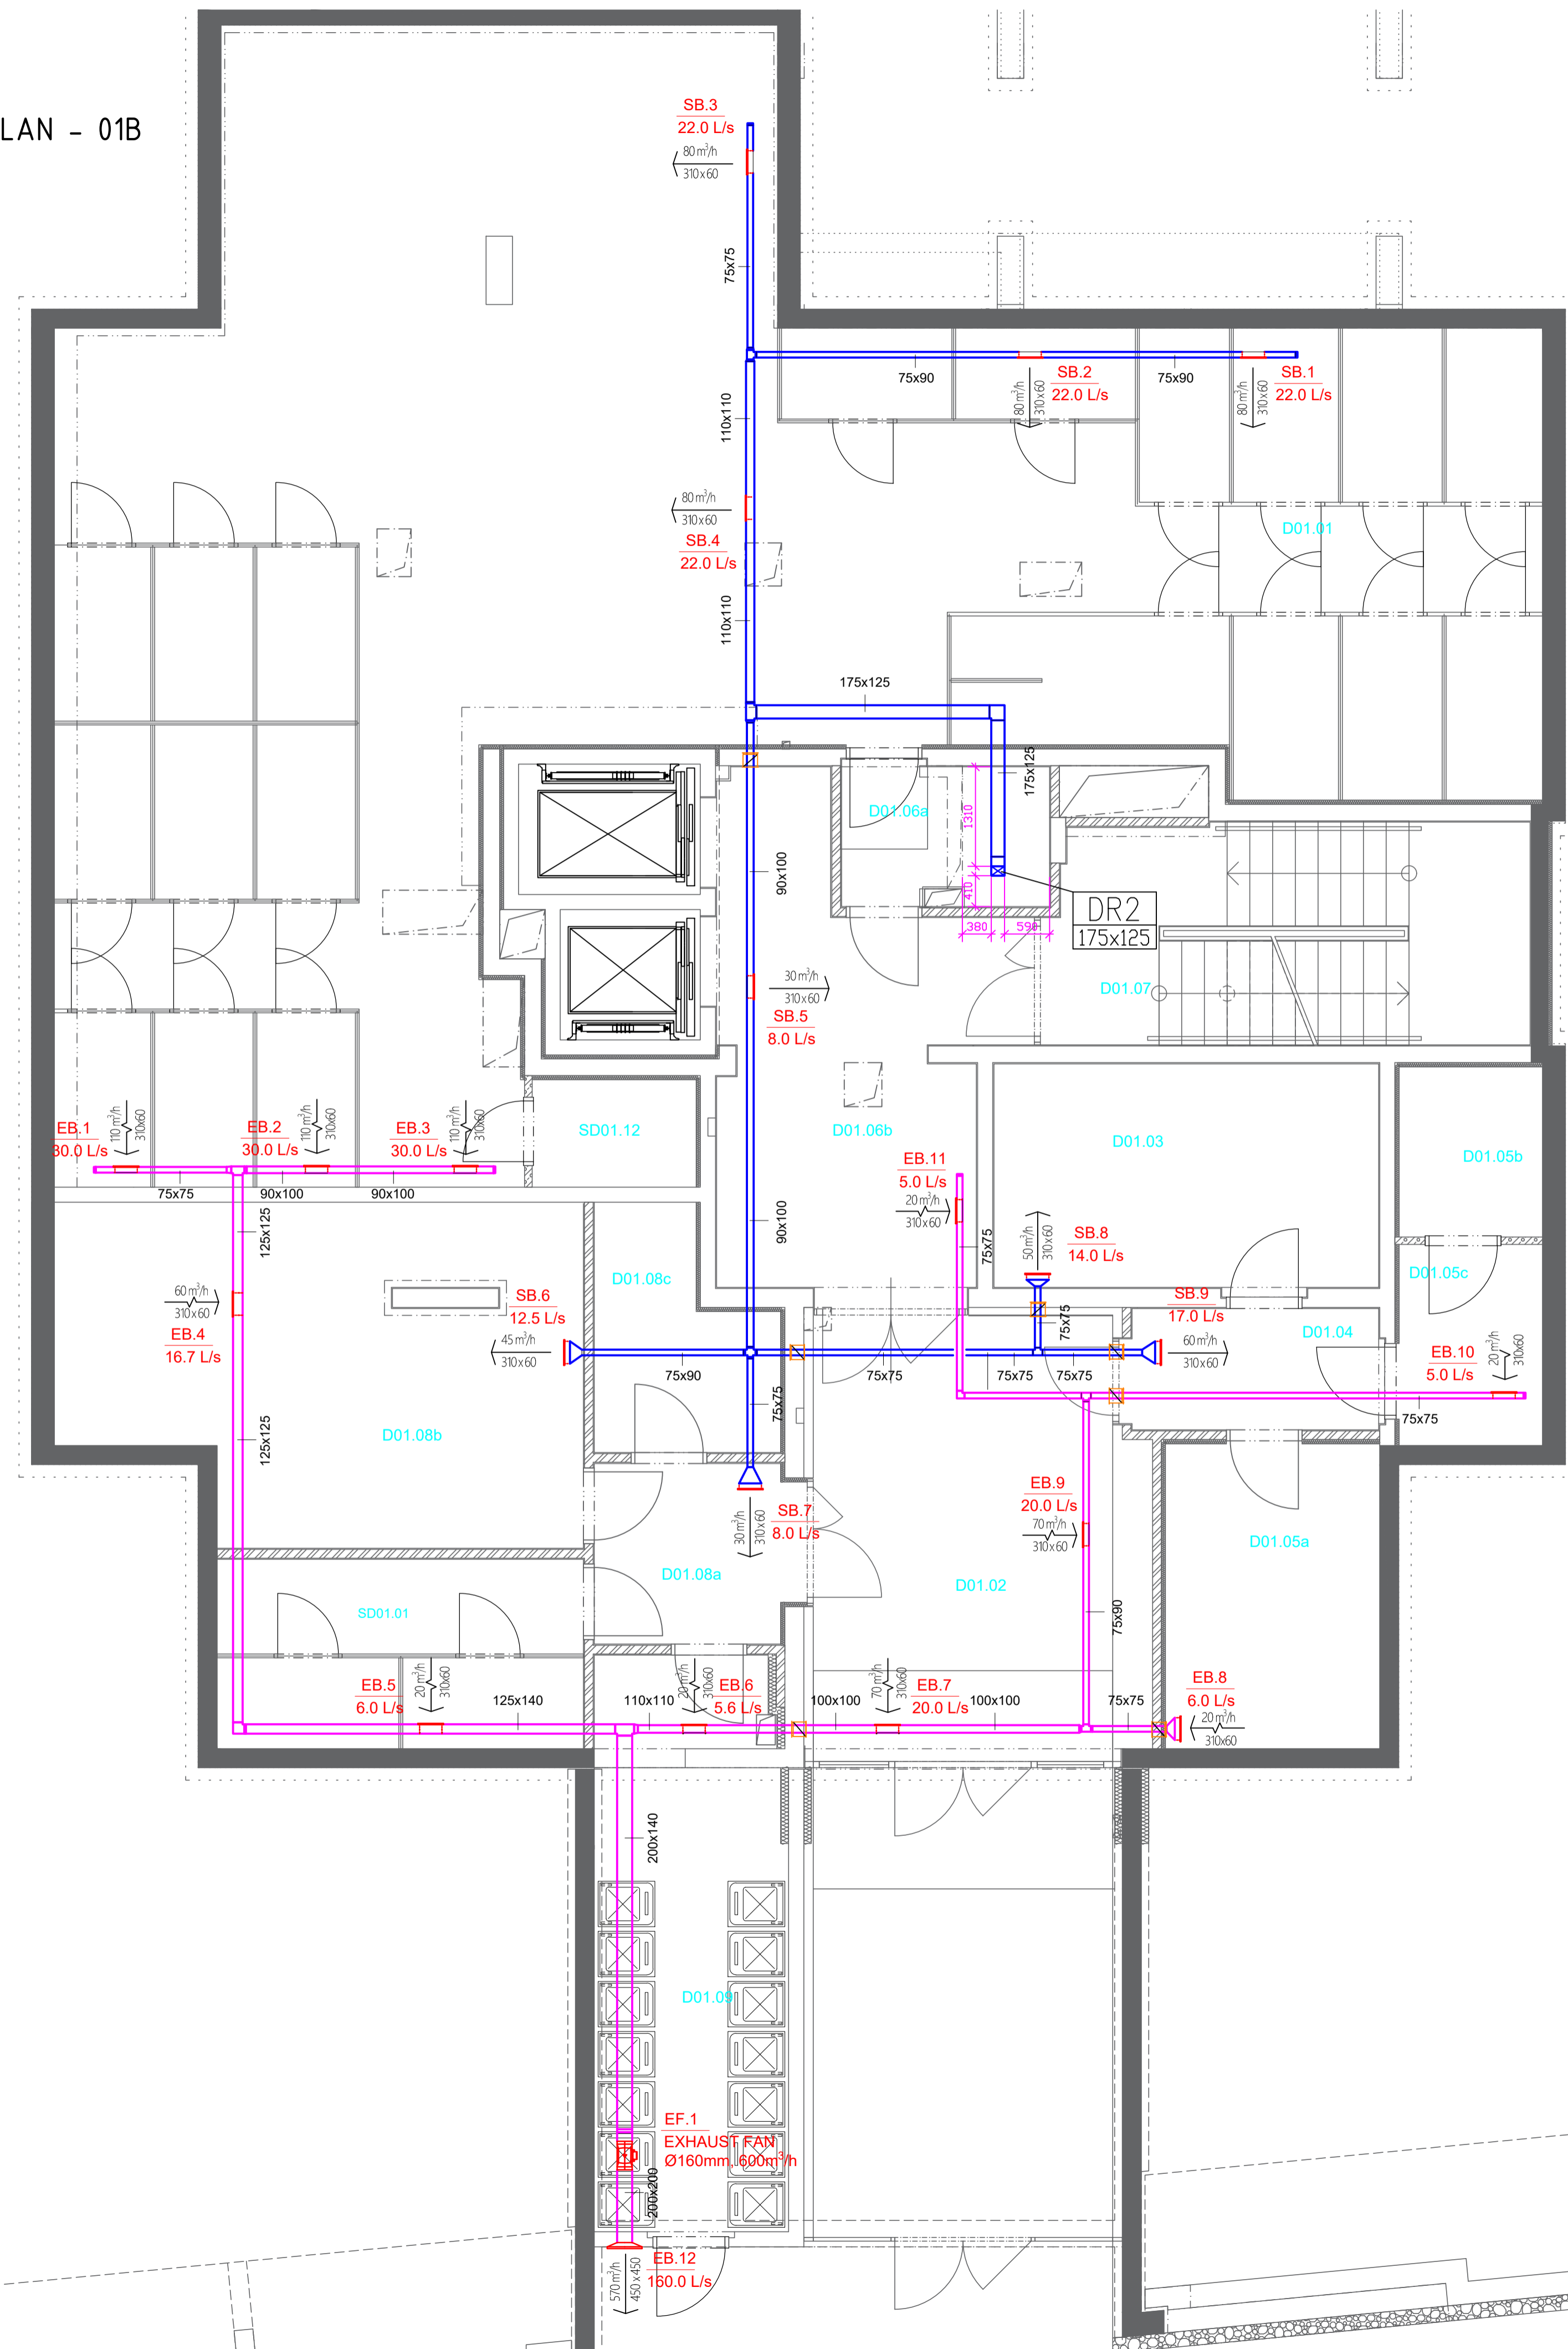 LAN - 01B
SB.3
22.0 L/s
80 m³/h
310x60
75x75
75x90
SB.2
22.0 L/s
80 m³/h
310x60
75x90
SB.1
22.0 L/s
80 m³/h
310x60
110x110
80 m³/h
310x60
SB.4
22.0 L/s
D01.01
110x110
175x125
175x125
D01.06a
1310
410
380
590
DR2
175x125
90x100
D01.07
30 m³/h
310x60
SB.5
8.0 L/s
EB.1
30.0 L/s
110 m³/h
310x60
EB.2
30.0 L/s
110 m³/h
310x60
EB.3
30.0 L/s
110 m³/h
310x60
SD01.12
D01.06b
D01.03
D01.05b
75x75
90x100
90x100
EB.11
5.0 L/s
20 m³/h
310x60
125x125
90x100
75x75
50 m³/h
310x60
SB.8
14.0 L/s
D01.08c
D01.05c
60 m³/h
310x60
EB.4
16.7 L/s
SB.6
12.5 L/s
45 m³/h
310x60
75x75
SB.9
17.0 L/s
60 m³/h
310x60
D01.04
EB.10
5.0 L/s
20 m³/h
310x60
75x90
75x75
75x75
75x75
75x75
75x75
125x125
D01.08b
SB.7
8.0 L/s
30 m³/h
310x60
EB.9
20.0 L/s
70 m³/h
310x60
D01.05a
D01.08a
D01.02
SD01.01
75x90
EB.5
6.0 L/s
20 m³/h
310x60
125x140
110x110
20 m³/h
310x60
EB.6
5.6 L/s
100x100
70 m³/h
310x60
EB.7
20.0 L/s
100x100
75x75
EB.8
6.0 L/s
20 m³/h
310x60
200x140
D01.09
EF.1
EXHAUST FAN
Ø160mm, 600m³/h
200x200
EB.12
160.0 L/s
570 m³/h
450 x 450